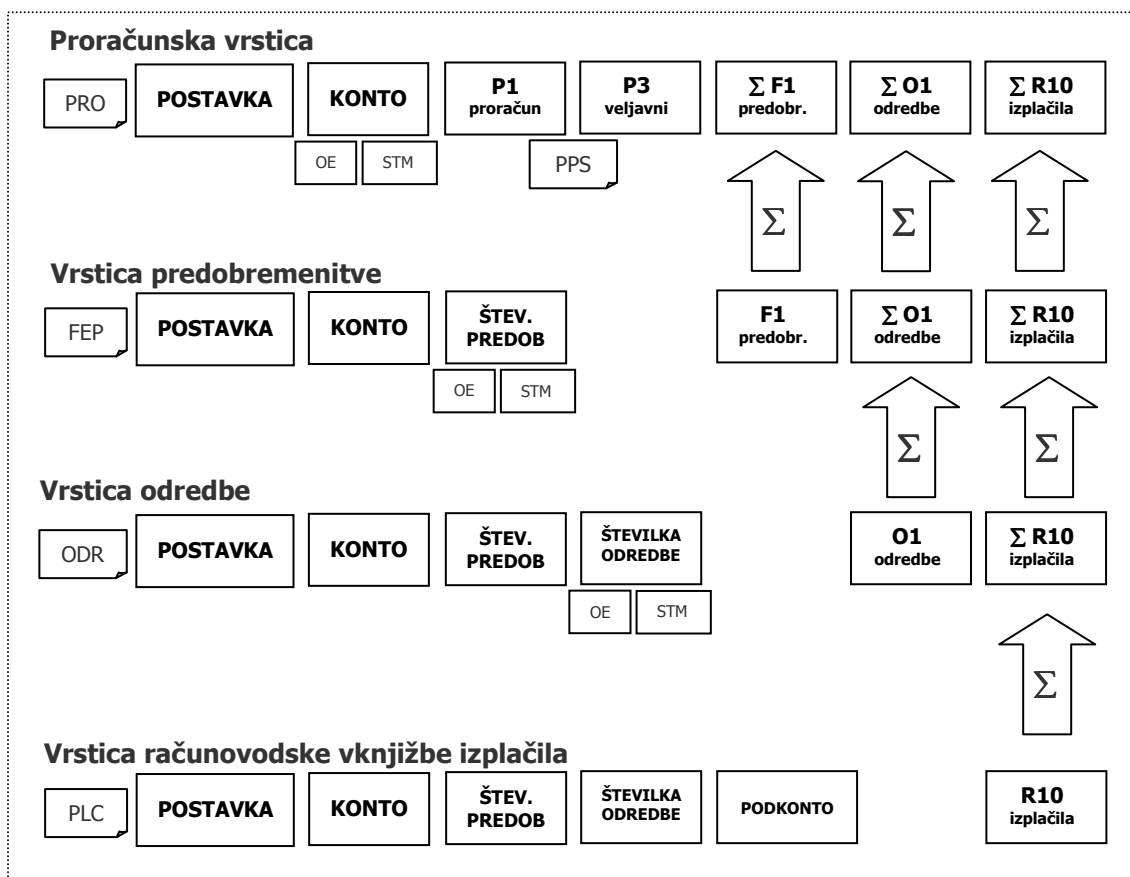 Proračunska vrstica
PRO
POSTAVKA
KONTO
P1
proračun
P3
veljavni
Σ F1
predobr.
Σ O1
odredbe
Σ R10
izplačila
OE
STM
PPS
Σ
Σ
Σ
Vrstica predobremenitve
FEP
POSTAVKA
KONTO
ŠTEV.
PREDOB
F1
predobr.
Σ O1
odredbe
Σ R10
izplačila
OE
STM
Σ
Σ
Vrstica odredbe
ODR
POSTAVKA
KONTO
ŠTEV.
PREDOB
ŠTEVILKA
ODREDBE
O1
odredbe
Σ R10
izplačila
OE
STM
Σ
Vrstica računovodske vknjižbe izplačila
PLC
POSTAVKA
KONTO
ŠTEV.
PREDOB
ŠTEVILKA
ODREDBE
PODKONTO
R10
izplačila